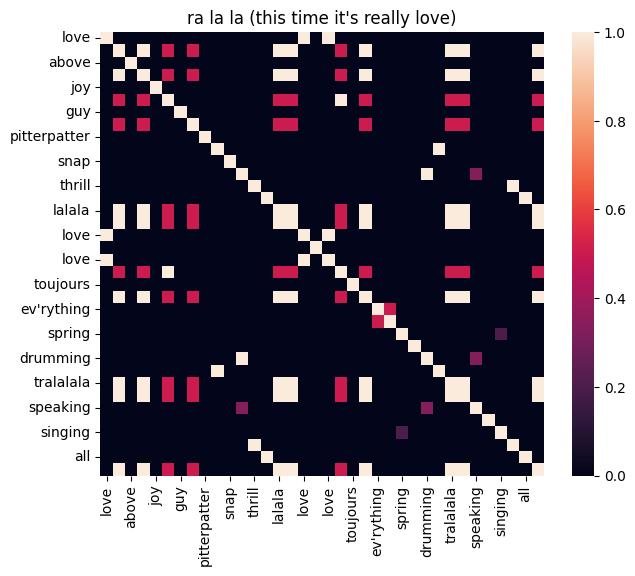 ra la la (this time it's really love)
love
above
joy
guy
pitterpatter
snap
thrill
lalala
love
love
toujours
ev'rything
spring
drumming
tralalala
speaking
singing
all
love
above
joy
guy
pitterpatter
snap
thrill
lalala
love
love
toujours
ev'rything
spring
drumming
tralalala
speaking
singing
all
1.0
0.8
0.6
0.4
0.2
0.0